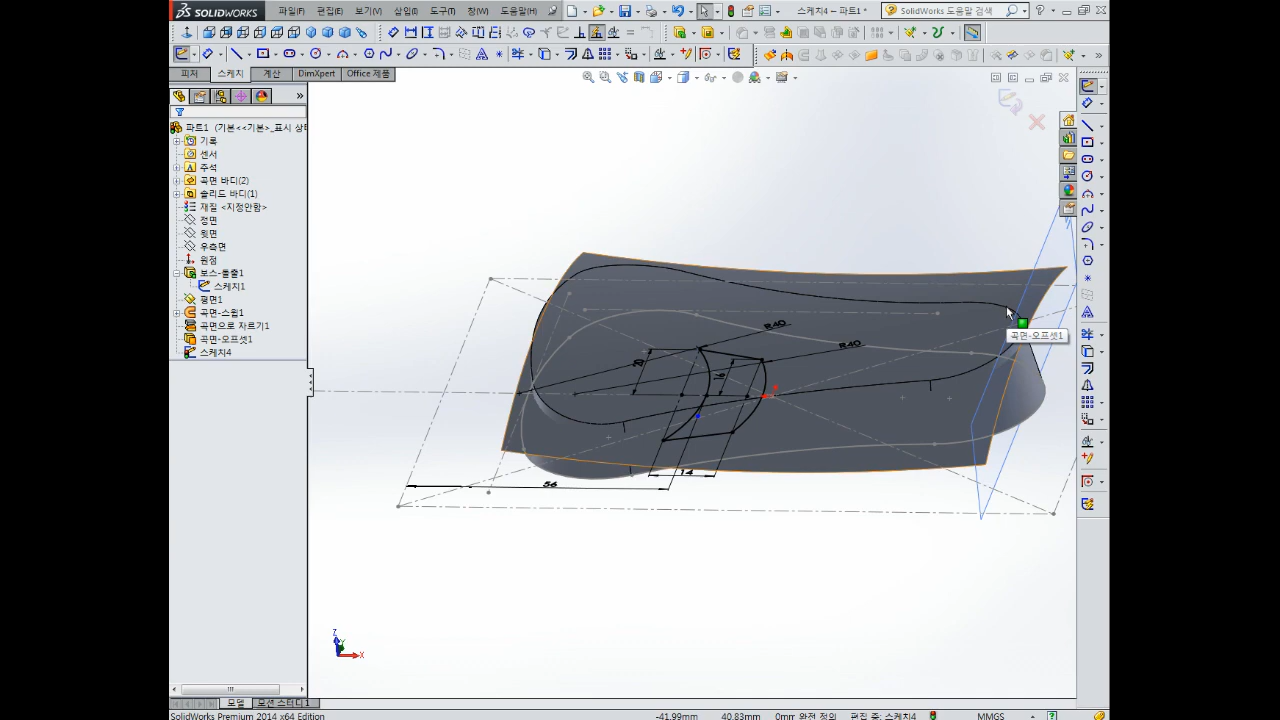 SOLIDWORKS 파일(F) 편집(E) 보기(V) 삽입(I) 도구(T) 창(W) 도움말(H) 스케치4 - 파트1 * SolidWorks 도움말 검색
피처 스케치 계산 DimXpert Office 제품
파트1 (기본<<기본>_표시 상태
기록
센서
주석
곡면 바디(2)
솔리드 바디(1)
재질 <지정안함>
정면
윗면
우측면
원점
보스-돌출1
스케치1
평면1
곡면-스윕1
곡면으로 자르기1
곡면-오프셋1
스케치4
R40
R40
20
16
14
56
곡면-오프셋1
Z
X
모델 모션 스터디 1
SolidWorks Premium 2014 x64 Edition -41.99mm 40.83mm 0mm 완전 정의 편집 중: 스케치4 MMGS